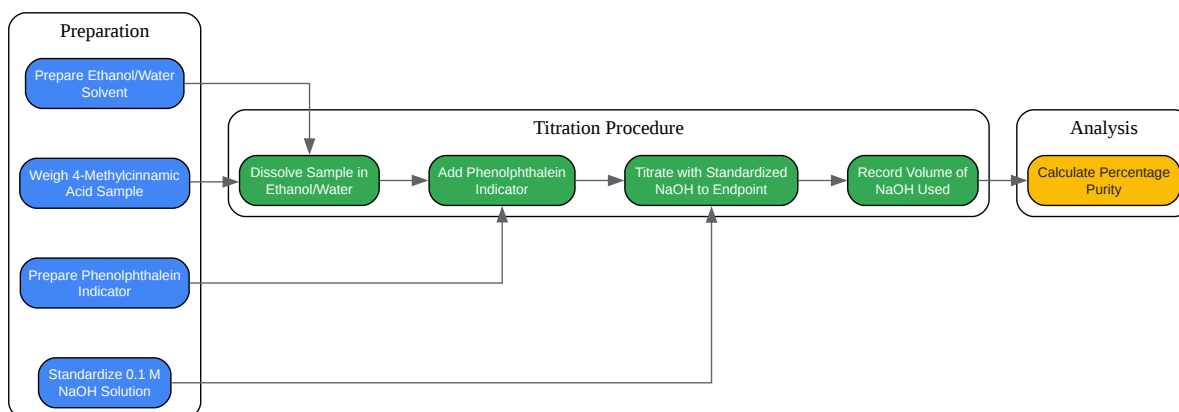 Preparation
Prepare Ethanol/Water
Solvent
Weigh 4-Methylcinnamic
Acid Sample
Prepare Phenolphthalein
Indicator
Standardize 0.1 M
NaOH Solution
Titration Procedure
Dissolve Sample in
Ethanol/Water
Add Phenolphthalein
Indicator
Titrate with Standardized
NaOH to Endpoint
Record Volume of
NaOH Used
Analysis
Calculate Percentage
Purity